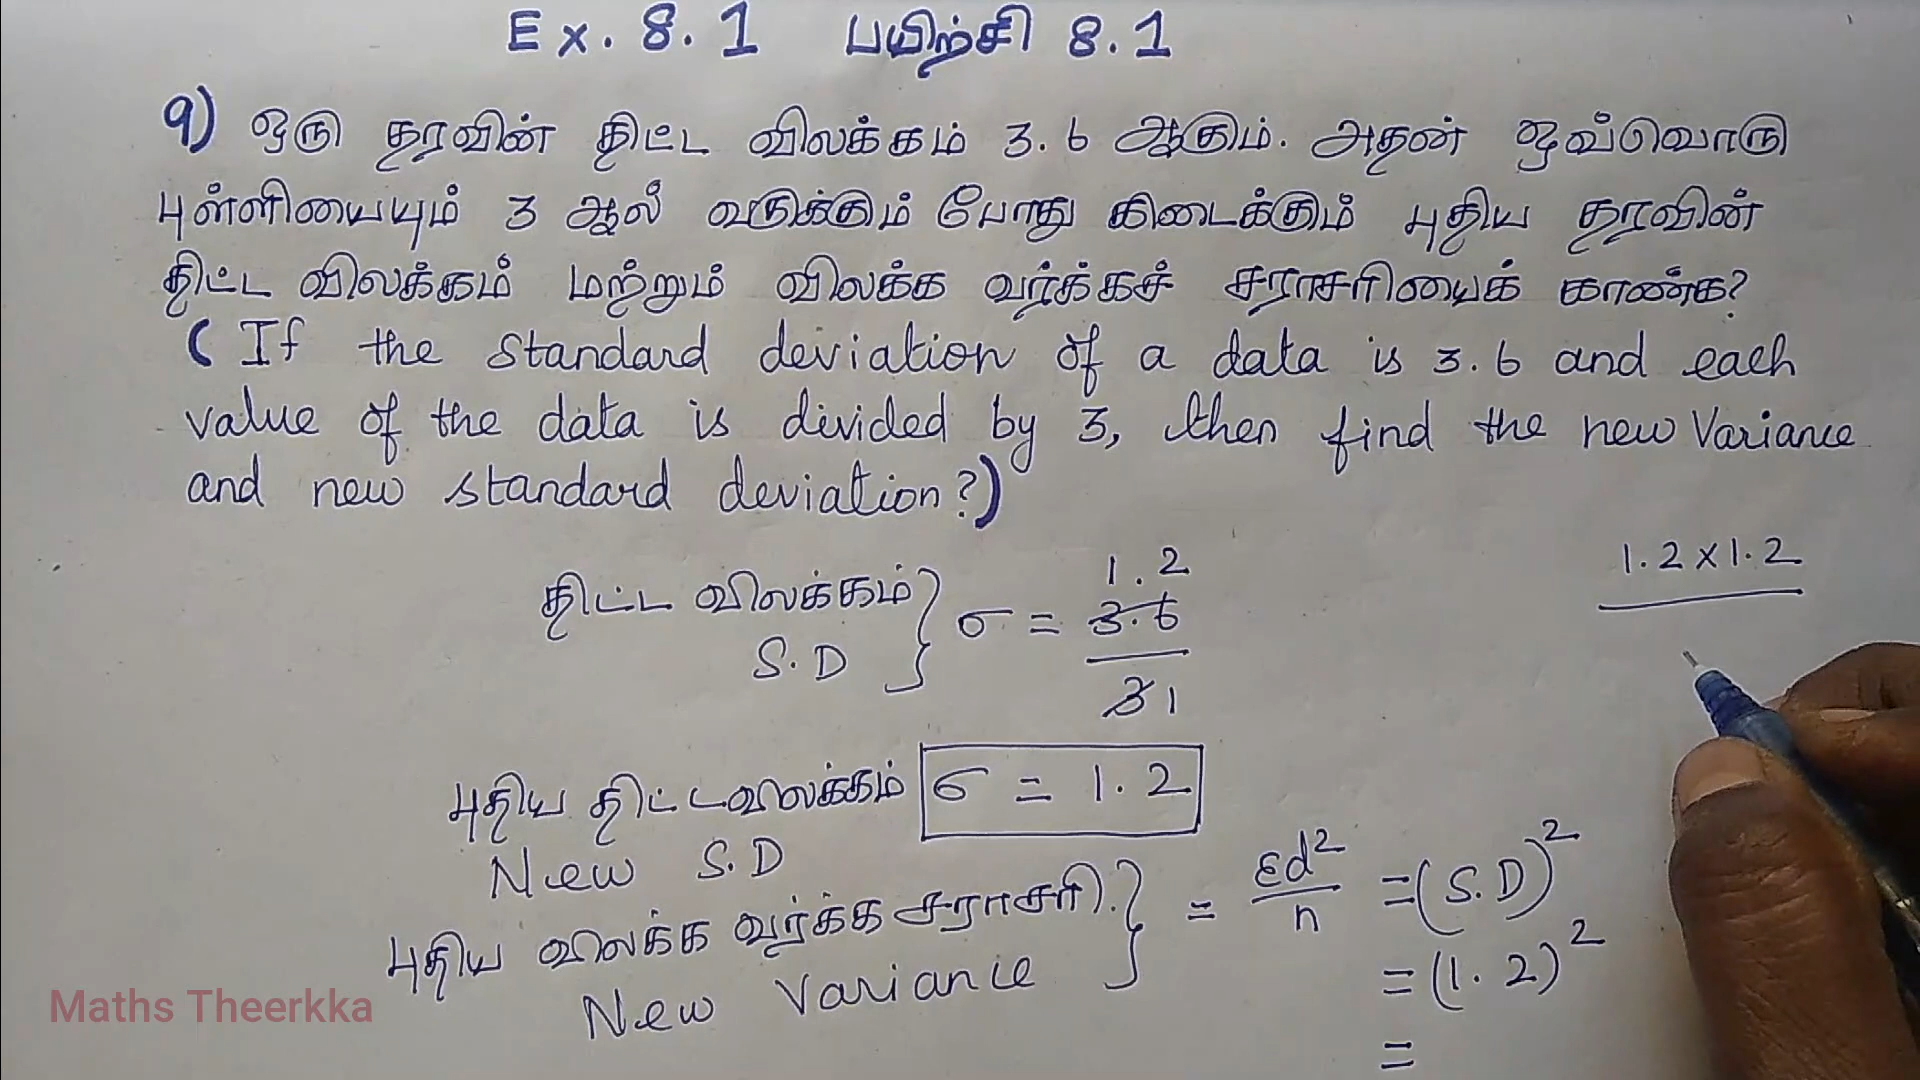 Ex. 8.1 பயிற்சி 8.1
9) ஒரு தரவின் திட்ட விலக்கம் 3.6 ஆகும். அதன் ஒவ்வொரு
புள்ளியையும் 3 ஆல் வகுக்கும் போது கிடைக்கும் புதிய தரவின்
திட்ட விலக்கம் மற்றும் விலக்க வர்க்கச் சராசரியைக் காண்க?
( If the standard deviation of a data is 3.6 and each
value of the data is divided by 3, then find the new Variance
and new standard deviation?)
1.2 x 1.2
திட்ட விலக்கம்
S.D } σ = 3.6 / 3
1.2
1
புதிய திட்டவிலக்கம் σ = 1.2
New S.D
புதிய விலக்க வர்க்க சராசரி.
New Variance } = Ɛd² / n = (S.D)²
= (1.2)²
=
Maths Theerkka